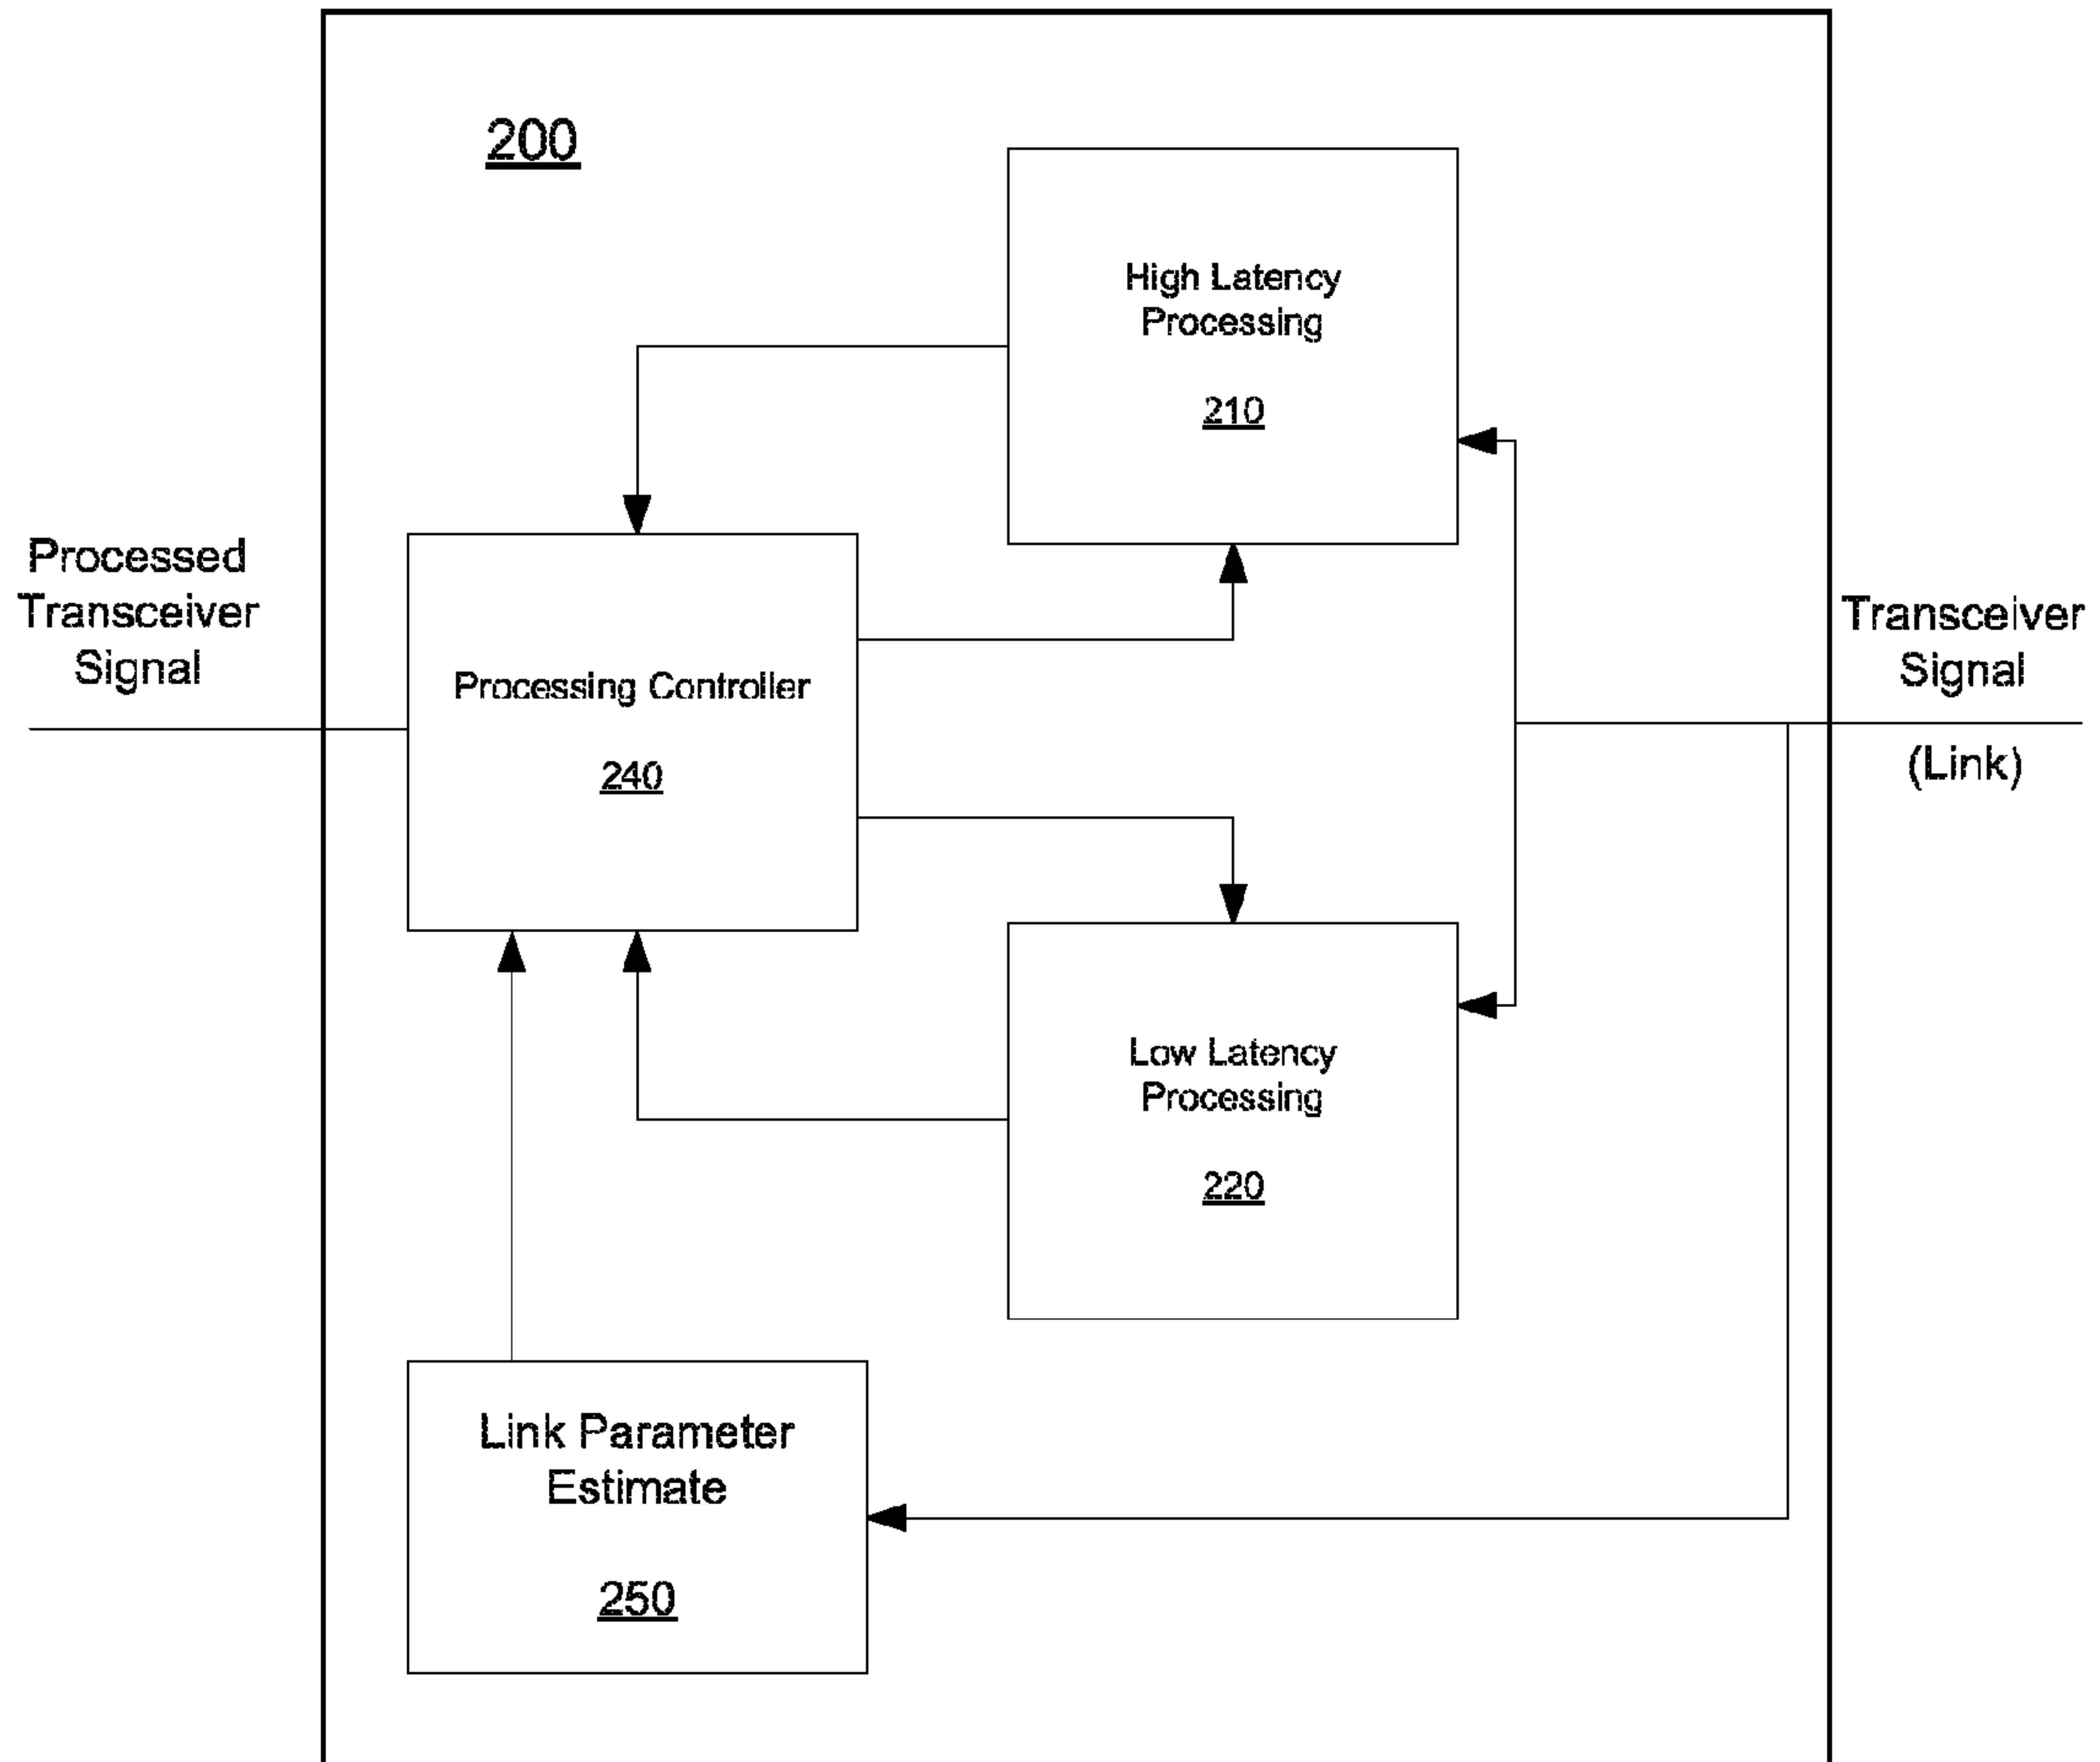 200
High Latency
Processing
210
Processed
Transceiver
Signal
Processing Controller
240
Transceiver
Signal
(Link)
Low Latency
Processing
220
Link Parameter
Estimate
250